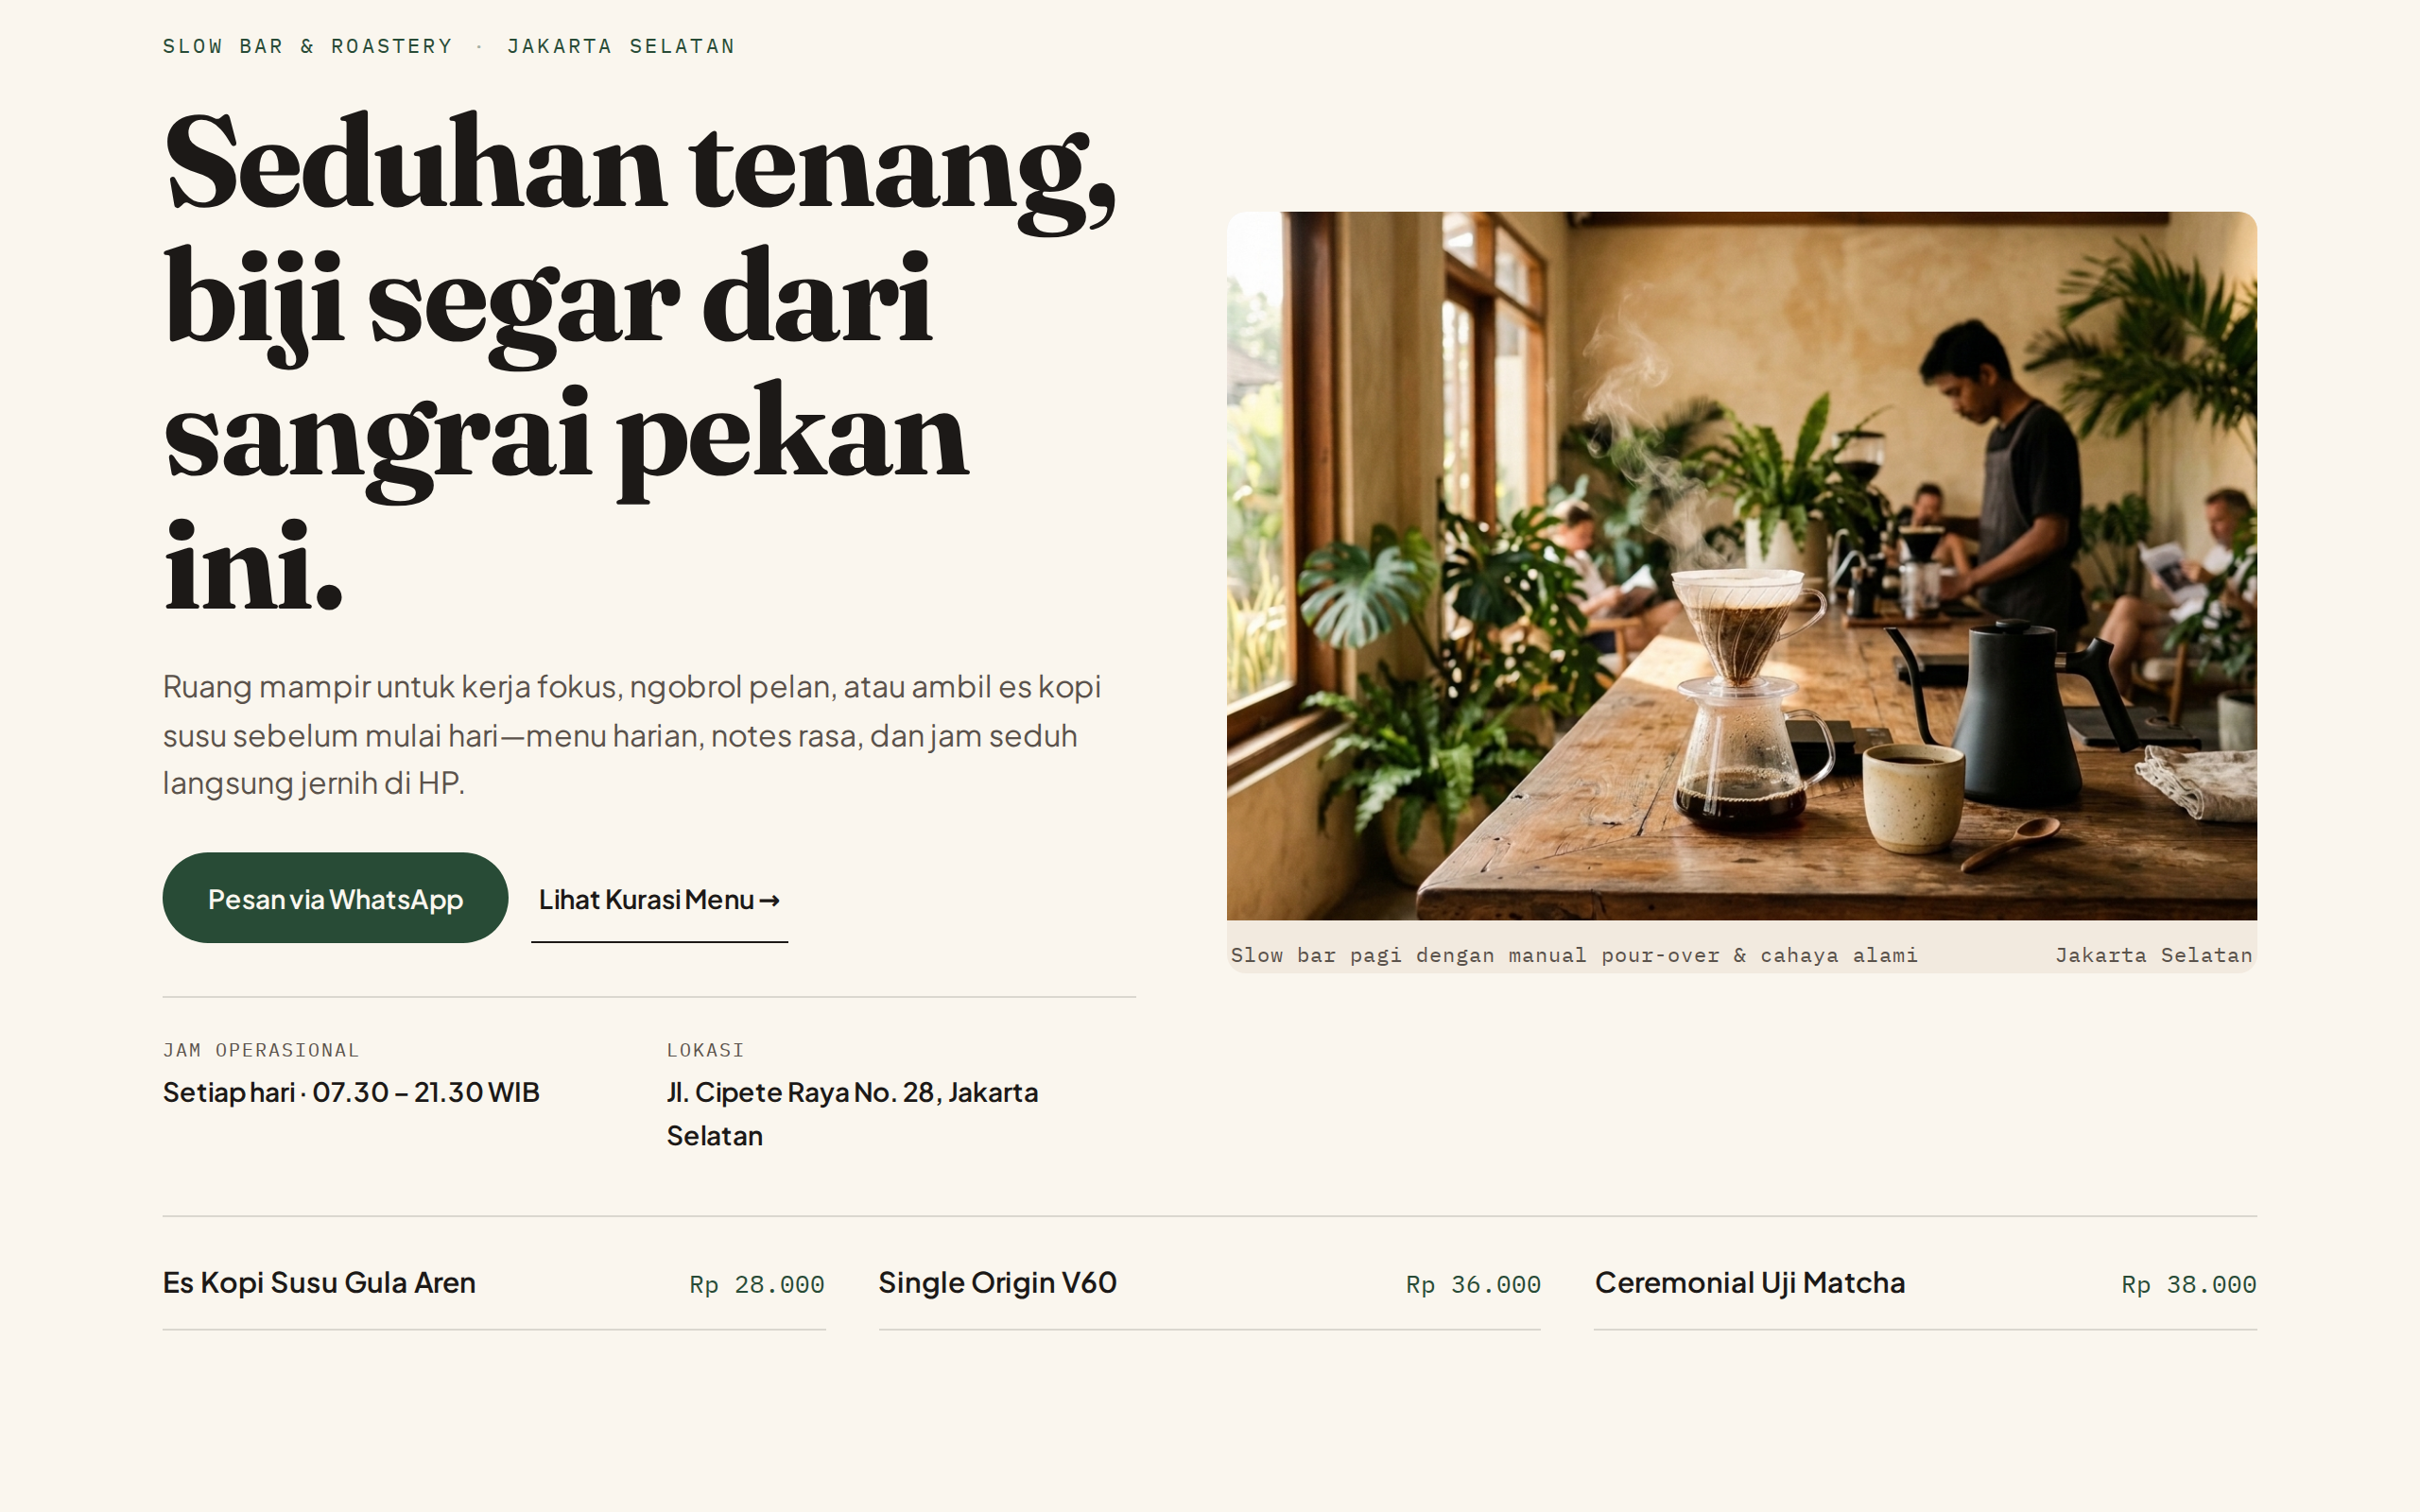 SLOW BAR & ROASTERY · JAKARTA SELATAN
Seduhan tenang,
biji segar dari
sangrai pekan
ini.
Ruang mampir untuk kerja fokus, ngobrol pelan, atau ambil es kopi
susu sebelum mulai hari—menu harian, notes rasa, dan jam seduh
langsung jernih di HP.
Pesan via WhatsApp
Lihat Kurasi Menu →
Slow bar pagi dengan manual pour-over & cahaya alami
Jakarta Selatan
JAM OPERASIONAL
Setiap hari · 07.30 – 21.30 WIB
LOKASI
Jl. Cipete Raya No. 28, Jakarta
Selatan
Es Kopi Susu Gula Aren
Rp 28.000
Single Origin V60
Rp 36.000
Ceremonial Uji Matcha
Rp 38.000